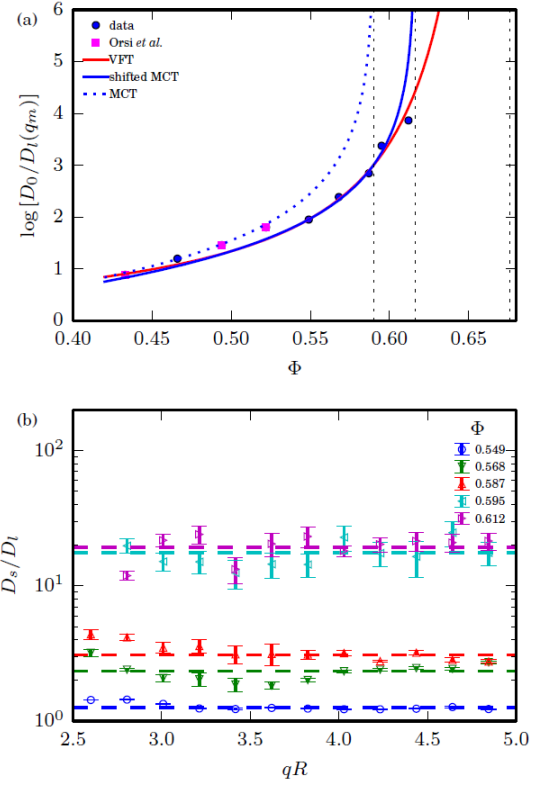 (a)
6
5
4
3
2
1
0
log [D₀/Dₗ(qₘ)]
data
Orsi et al.
VFT
shifted MCT
MCT
0.40 0.45 0.50 0.55 0.60 0.65
Φ
(b)
10²
10¹
10⁰
Dₛ/Dₗ
Φ
0.549
0.568
0.587
0.595
0.612
2.5 3.0 3.5 4.0 4.5 5.0
qR